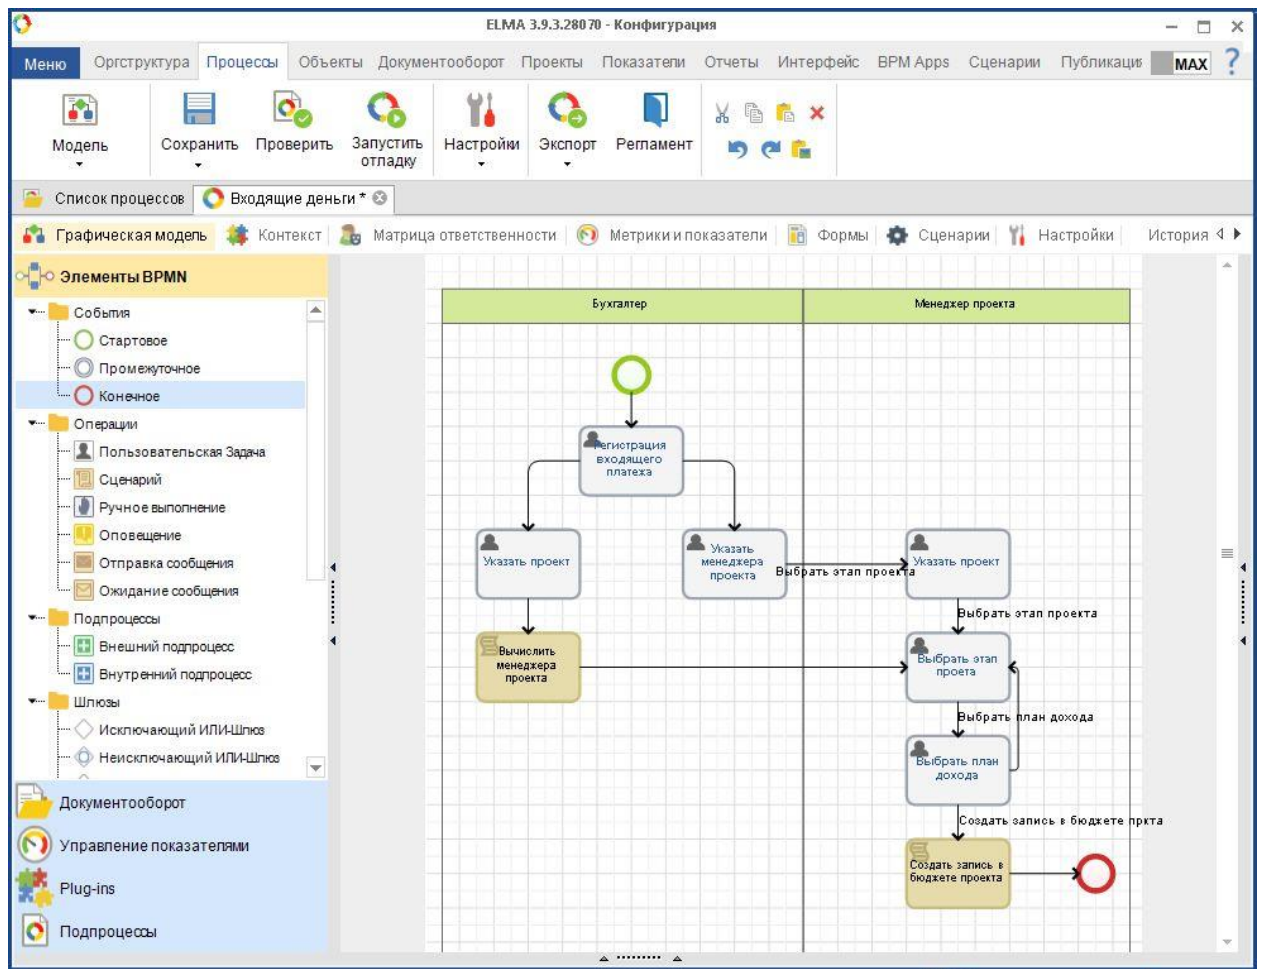 ELMA 3.9.3.28070 - Конфигурация
Меню Оргструктура Процессы Объекты Документооборот Проекты Показатели Отчеты Интерфейс BPM Apps Сценарии Публикация MAX ?
Модель Сохранить Проверить Запустить отладку Настройки Экспорт Регламент
Список процессов Входящие деньги *
Графическая модель Контекст Матрица ответственности Метрики и показатели Формы Сценарии Настройки История
Элементы BPMN
События
Стартовое
Промежуточное
Конечное
Операции
Пользовательская Задача
Сценарий
Ручное выполнение
Оповещение
Отправка сообщения
Ожидание сообщения
Подпроцессы
Внешний подпроцесс
Внутренний подпроцесс
Шлюзы
Исключающий ИЛИ-Шлюз
Неисключающий ИЛИ-Шлюз
Документооборот
Управление показателями
Plug-ins
Подпроцессы
Бухгалтер
Менеджер проекта
Регистрация
входящего
платежа
Указать проект
Указать
менеджера
проекта
Выбрать этап проекта
Указать проект
Выбрать этап проекта
Вычислить
менеджера
проекта
Выбрать этап
проета
Выбрать план дохода
Выбрать план
дохода
Создать запись в бюджете пркта
Создать запись в
бюджете проекта